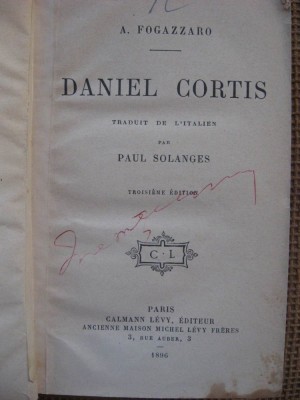 A. FOGAZZARO
DANIEL CORTIS
TRADUIT DE L'ITALIEN
PAR
PAUL SOLANGES
TROISIÈME ÉDITION
C. L.
PARIS
CALMANN LÉVY, ÉDITEUR
ANCIENNE MAISON MICHEL LÉVY FRÈRES
3, RUE AUBER, 3
1896